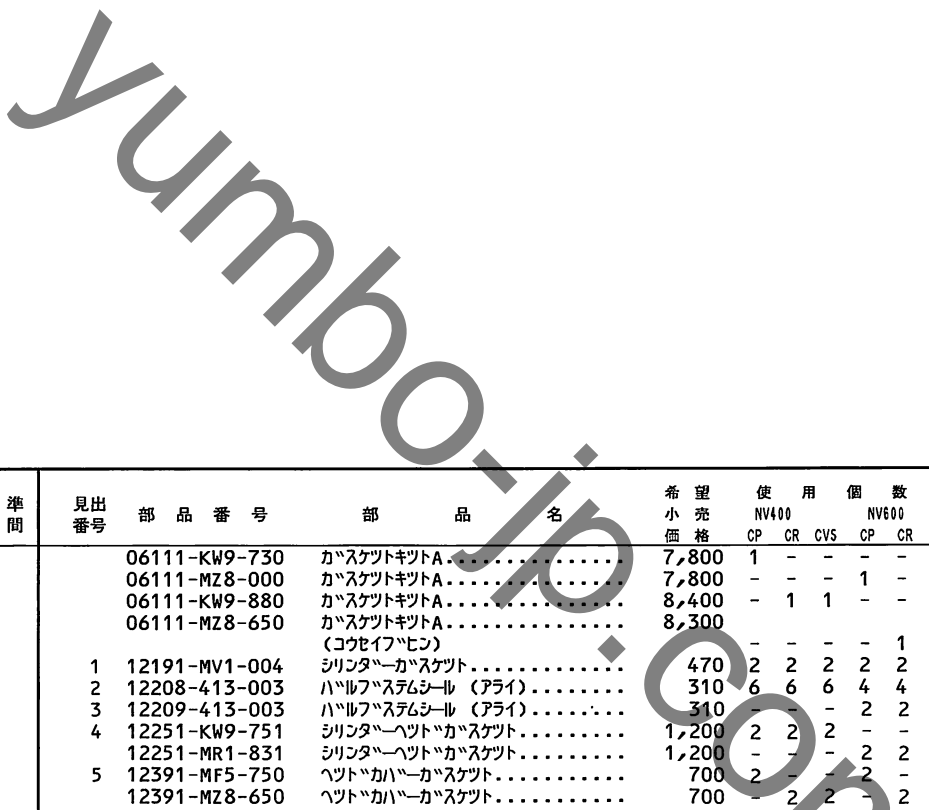 yumbo-jp.com
準間 見出番号 部品番号 部品名 希望小売価格 使用個数
NV400 NV600
CP CR CVS CP CR
06111-KW9-730 ガスケツトキツトA............... 7,800 1 - - - -
06111-MZ8-000 ガスケツトキツトA............... 7,800 - - - 1 -
06111-KW9-880 ガスケツトキツトA............... 8,400 - 1 1 - -
06111-MZ8-650 ガスケツトキツトA............... 8,300
(コウセイブヒン) - - - - 1
1 12191-MV1-004 シリンダーガスケツト............. 470 2 2 2 2 2
2 12208-413-003 バルブステムシール (アライ)........ 310 6 6 6 4 4
3 12209-413-003 バルブステムシール (アライ)........ 310 - - - 2 2
4 12251-KW9-751 シリンダーヘツドガスケツト......... 1,200 2 2 2 - -
12251-MR1-831 シリンダーヘツドガスケツト......... 1,200 - - - 2 2
5 12391-MF5-750 ヘツドカバーガスケツト........... 700 2 - - 2 -
12391-MZ8-650 ヘツドカバーガスケツト........... 700 - 2 2 - 2